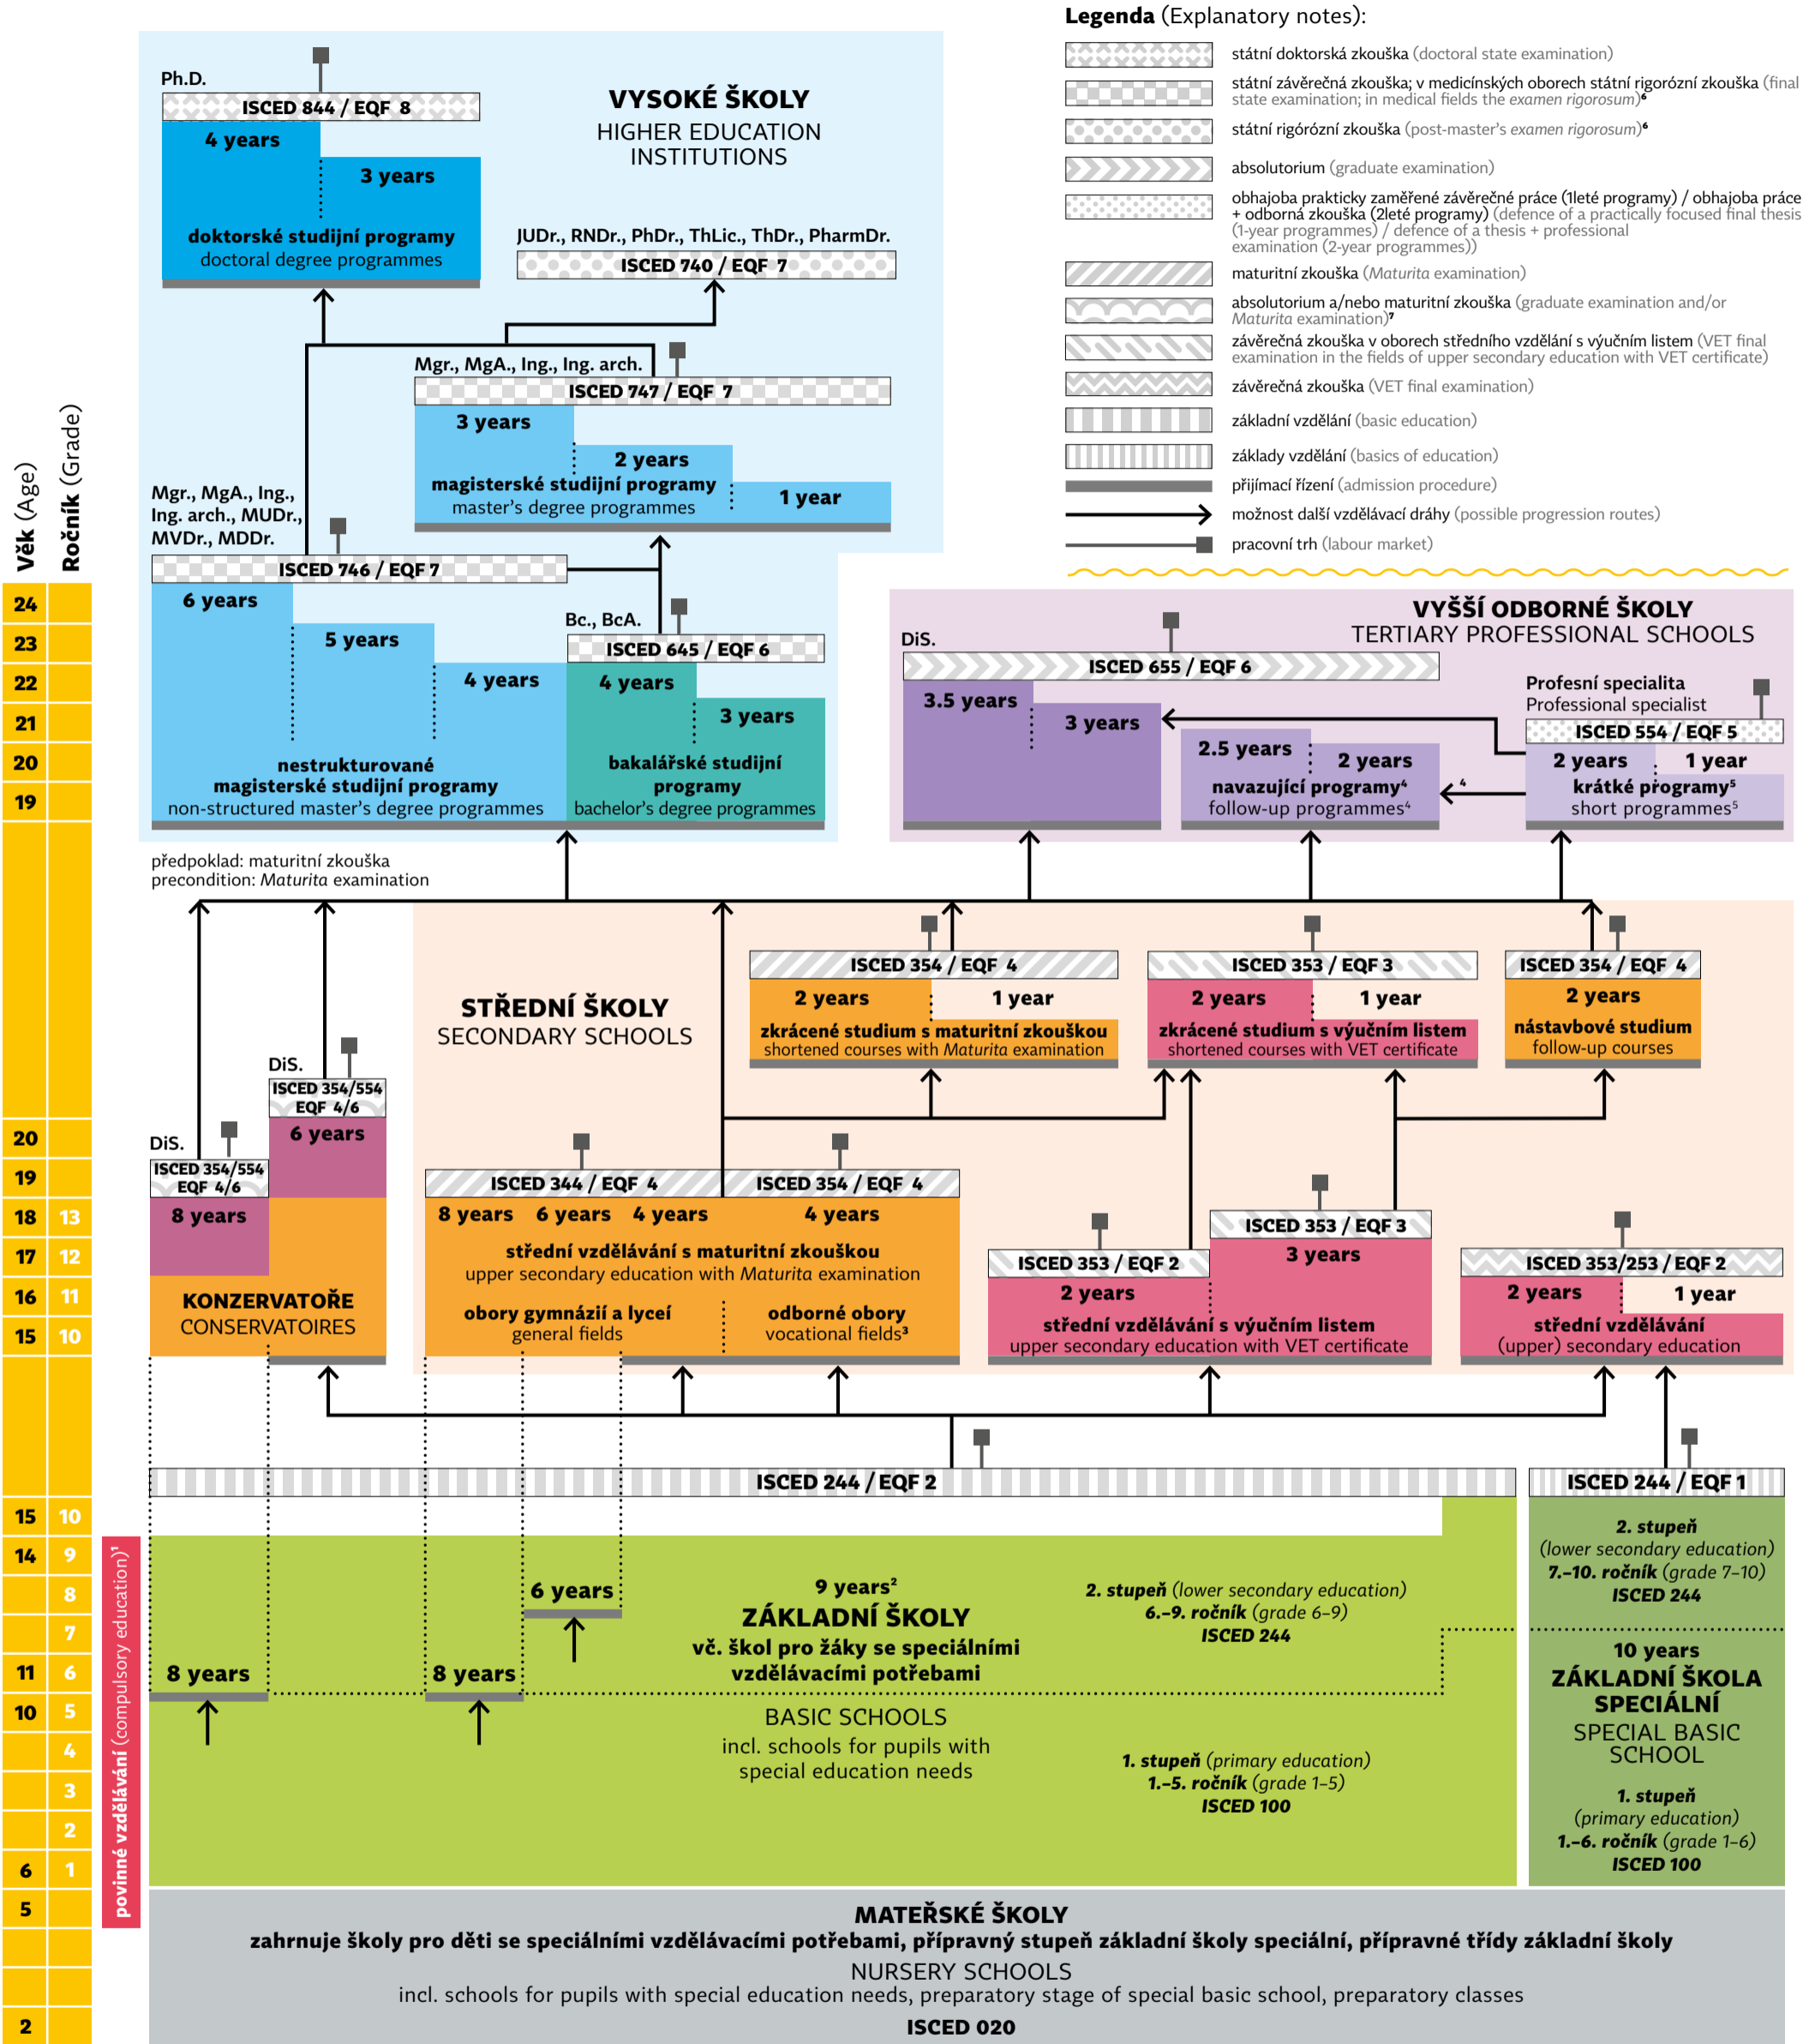 Legenda (Explanatory notes):
státní doktorská zkouška (doctoral state examination)
státní závěrečná zkouška; v medicínských oborech státní rigorózní zkouška (final
state examination; in medical fields the examen rigorosum)⁶
státní rigórózní zkouška (post-master's examen rigorosum)⁶
absolutorium (graduate examination)
obhajoba prakticky zaměřené závěrečné práce (1leté programy) / obhajoba práce
+ odborná zkouška (2leté programy) (defence of a practically focused final thesis
(1-year programmes) / defence of a thesis + professional
examination (2-year programmes))
maturitní zkouška (Maturita examination)
absolutorium a/nebo maturitní zkouška (graduate examination and/or
Maturita examination)⁷
závěrečná zkouška v oborech středního vzdělání s výučním listem (VET final
examination in the fields of upper secondary education with VET certificate)
závěrečná zkouška (VET final examination)
základní vzdělání (basic education)
základy vzdělání (basics of education)
přijímací řízení (admission procedure)
možnost další vzdělávací dráhy (possible progression routes)
pracovní trh (labour market)
VYSOKÉ ŠKOLY
HIGHER EDUCATION
INSTITUTIONS
Ph.D.
ISCED 844 / EQF 8
4 years
3 years
doktorské studijní programy
doctoral degree programmes
JUDr., RNDr., PhDr., ThLic., ThDr., PharmDr.
ISCED 740 / EQF 7
Mgr., MgA., Ing., Ing. arch.
ISCED 747 / EQF 7
3 years
2 years
1 year
magisterské studijní programy
master's degree programmes
Mgr., MgA., Ing.,
Ing. arch., MUDr.,
MVDr., MDDr.
ISCED 746 / EQF 7
6 years
5 years
4 years
nestrukturované
magisterské studijní programy
non-structured master's degree programmes
Bc., BcA.
ISCED 645 / EQF 6
4 years
3 years
bakalářské studijní
programy
bachelor's degree programmes
předpoklad: maturitní zkouška
precondition: Maturita examination
VYŠŠÍ ODBORNÉ ŠKOLY
TERTIARY PROFESSIONAL SCHOOLS
DiS.
ISCED 655 / EQF 6
3.5 years
3 years
2.5 years
2 years
navazující programy⁴
follow-up programmes⁴
4
Profesní specialita
Professional specialist
ISCED 554 / EQF 5
2 years
1 year
krátké programy⁵
short programmes⁵
STŘEDNÍ ŠKOLY
SECONDARY SCHOOLS
ISCED 354 / EQF 4
2 years
1 year
zkrácené studium s maturitní zkouškou
shortened courses with Maturita examination
ISCED 353 / EQF 3
2 years
1 year
zkrácené studium s výučním listem
shortened courses with VET certificate
ISCED 354 / EQF 4
2 years
nástavbové studium
follow-up courses
DiS.
ISCED 354/554
EQF 4/6
6 years
DiS.
ISCED 354/554
EQF 4/6
8 years
KONZERVATOŘE
CONSERVATOIRES
ISCED 344 / EQF 4
ISCED 354 / EQF 4
8 years
6 years
4 years
4 years
střední vzdělávání s maturitní zkouškou
upper secondary education with Maturita examination
obory gymnázií a lyceí
general fields
odborné obory
vocational fields³
ISCED 353 / EQF 2
2 years
ISCED 353 / EQF 3
3 years
střední vzdělávání s výučním listem
upper secondary education with VET certificate
ISCED 353/253 / EQF 2
2 years
1 year
střední vzdělávání
(upper) secondary education
ISCED 244 / EQF 2
8 years
8 years
6 years
9 years²
ZÁKLADNÍ ŠKOLY
vč. škol pro žáky se speciálními
vzdělávacími potřebami
BASIC SCHOOLS
incl. schools for pupils with
special education needs
2. stupeň (lower secondary education)
6.–9. ročník (grade 6–9)
ISCED 244
1. stupeň (primary education)
1.–5. ročník (grade 1–5)
ISCED 100
ISCED 244 / EQF 1
2. stupeň
(lower secondary education)
7.–10. ročník (grade 7–10)
ISCED 244
10 years
ZÁKLADNÍ ŠKOLA
SPECIÁLNÍ
SPECIAL BASIC
SCHOOL
1. stupeň
(primary education)
1.–6. ročník (grade 1–6)
ISCED 100
MATEŘSKÉ ŠKOLY
zahrnuje školy pro děti se speciálními vzdělávacími potřebami, přípravný stupeň základní školy speciální, přípravné třídy základní školy
NURSERY SCHOOLS
incl. schools for pupils with special education needs, preparatory stage of special basic school, preparatory classes
ISCED 020
Věk (Age)
Ročník (Grade)
24
23
22
21
20
19
20
19
18 13
17 12
16 11
15 10
15 10
14 9
8
7
11 6
10 5
4
3
2
6 1
5
2
povinné vzdělávání (compulsory education)¹